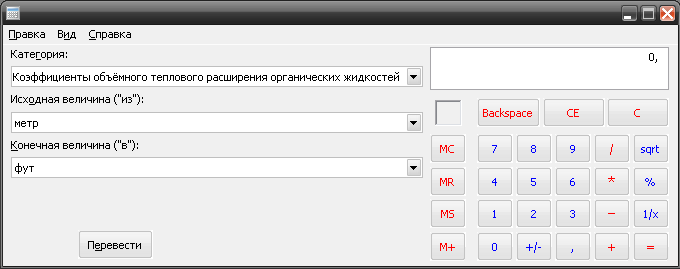 Правка Вид Справка
Категория:
Коэффициенты объёмного теплового расширения органических жидкостей
Исходная величина ("из"):
метр
Конечная величина ("в"):
фут
Перевести
0,
Backspace CE C
MC 7 8 9 / sqrt
MR 4 5 6 * %
MS 1 2 3 − 1/x
M+ 0 +/- , + =